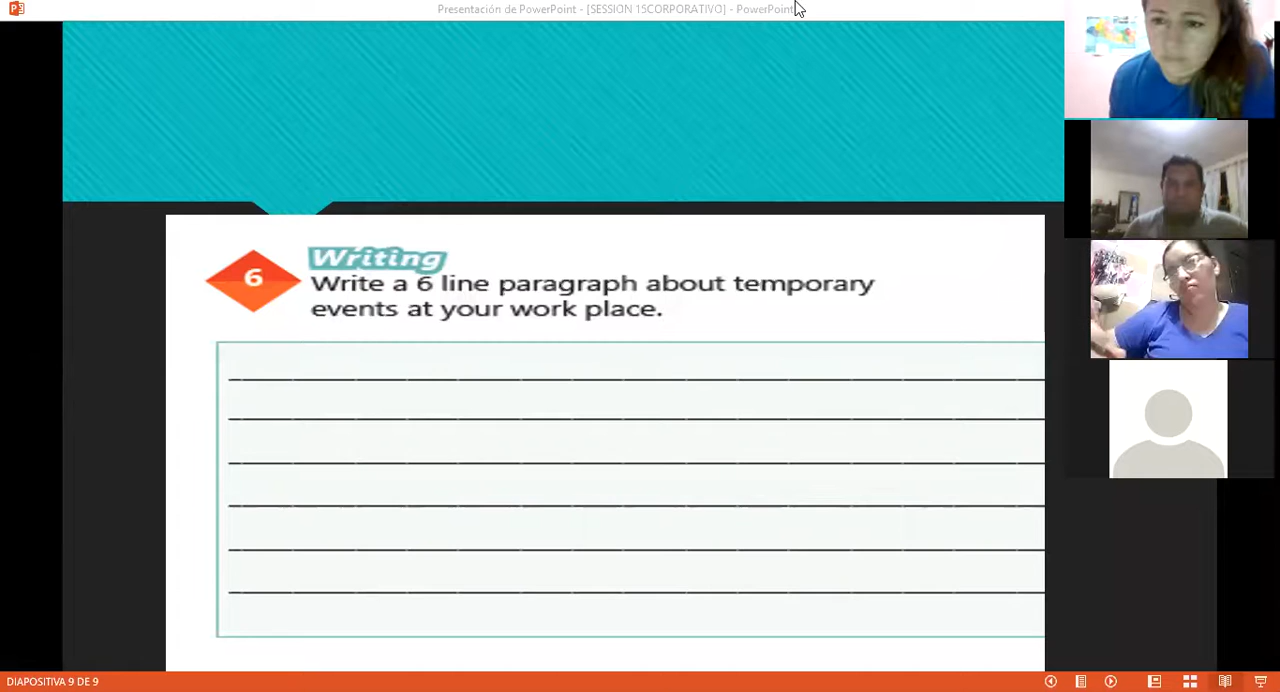 Presentación de PowerPoint - [SESSION 15CORPORATIVO] - PowerPoint
6
Writing
Write a 6 line paragraph about temporary
events at your work place.
DIAPOSITIVA 9 DE 9